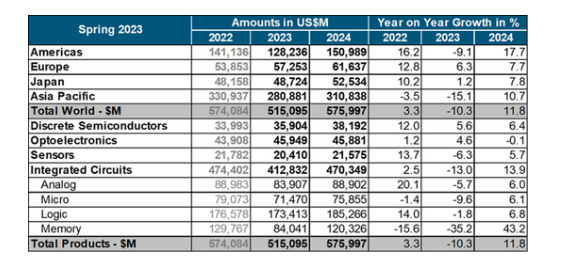 Spring 2023 Amounts in US$M Year on Year Growth in %
2022 2023 2024 2022 2023 2024
Americas 141,136 128,236 150,989 16.2 -9.1 17.7
Europe 53,853 57,253 61,637 12.8 6.3 7.7
Japan 48,158 48,724 52,534 10.2 1.2 7.8
Asia Pacific 330,937 280,881 310,838 -3.5 -15.1 10.7
Total World - $M 574,084 515,095 575,997 3.3 -10.3 11.8
Discrete Semiconductors 33,993 35,904 38,192 12.0 5.6 6.4
Optoelectronics 43,908 45,949 45,881 1.2 4.6 -0.1
Sensors 21,782 20,410 21,575 13.7 -6.3 5.7
Integrated Circuits 474,402 412,832 470,349 2.5 -13.0 13.9
Analog 88,983 83,907 88,902 20.1 -5.7 6.0
Micro 79,073 71,470 75,855 -1.4 -9.6 6.1
Logic 176,578 173,413 185,266 14.0 -1.8 6.8
Memory 129,767 84,041 120,326 -15.6 -35.2 43.2
Total Products - $M 574,084 515,095 575,997 3.3 -10.3 11.8